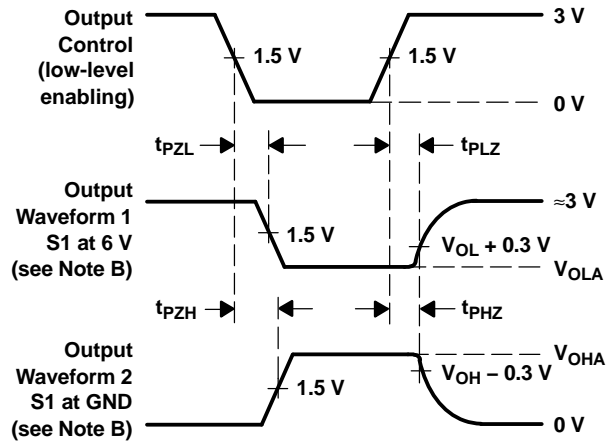 Output
Control
(low-level
enabling)
3 V
1.5 V
1.5 V
0 V
tPZL
tPLZ
Output
Waveform 1
S1 at 6 V
(see Note B)
≈3 V
1.5 V
VOL + 0.3 V
VOLA
tPZH
tPHZ
Output
Waveform 2
S1 at GND
(see Note B)
VOHA
1.5 V
VOH − 0.3 V
0 V